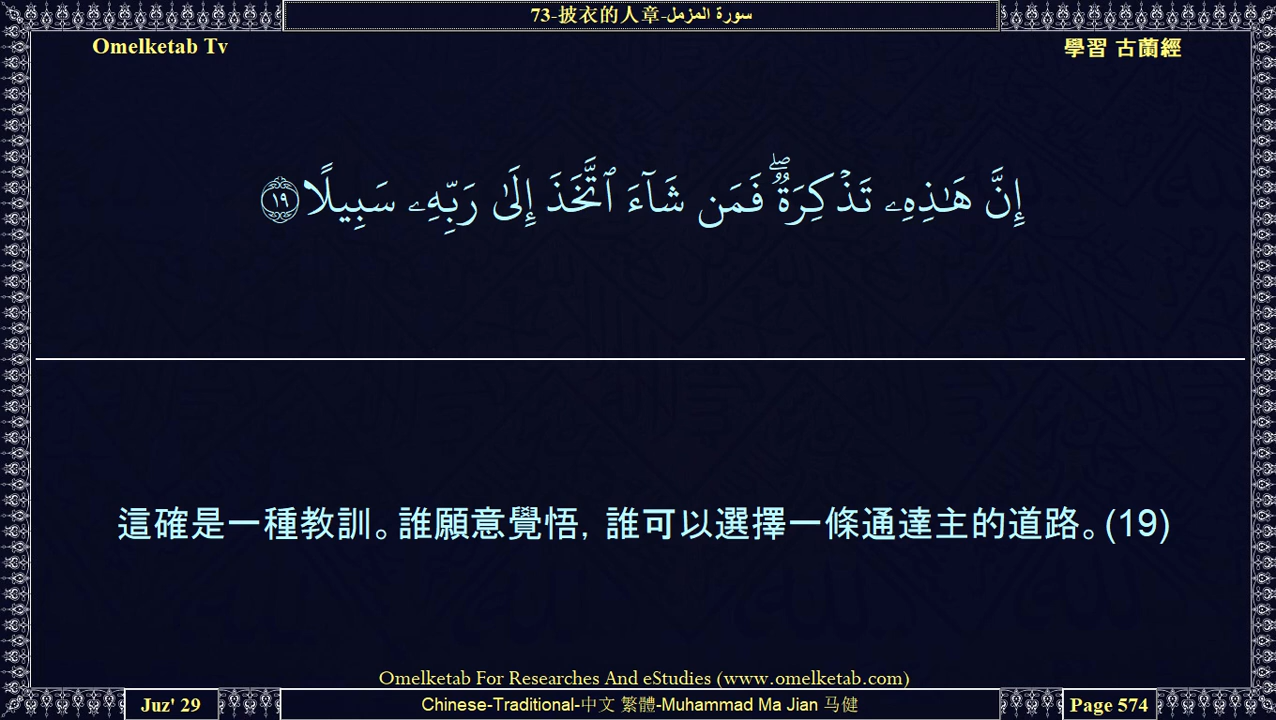 73-披衣的人章-سورة المزمل
Omelketab Tv
學習 古蘭經
إِنَّ هَـٰذِهِۦ تَذْكِرَةٌۭ ۖ فَمَن شَآءَ ٱتَّخَذَ إِلَىٰ رَبِّهِۦ سَبِيلًا ١٩
這確是一種教訓。誰願意覺悟，誰可以選擇一條通達主的道路。(19)
Omelketab For Researches And eStudies (www.omelketab.com)
Juz' 29
Chinese-Traditional-中文 繁體-Muhammad Ma Jian 马健
Page 574